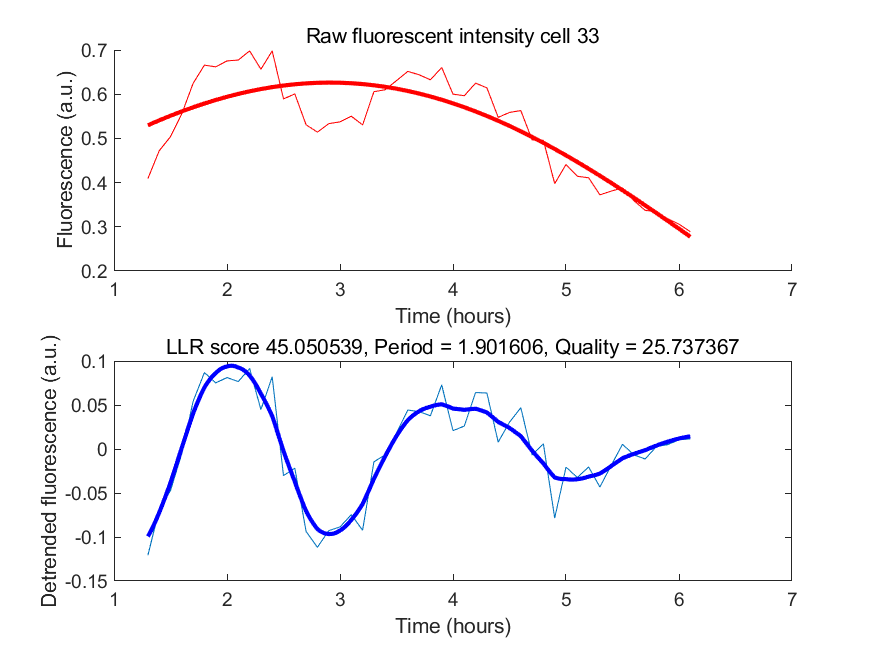 Raw fluorescent intensity cell 33
Fluorescence (a.u.)
0.7
0.6
0.5
0.4
0.3
0.2
1 2 3 4 5 6 7
Time (hours)
LLR score 45.050539, Period = 1.901606, Quality = 25.737367
Detrended fluorescence (a.u.)
0.1
0.05
0
-0.05
-0.1
-0.15
1 2 3 4 5 6 7
Time (hours)